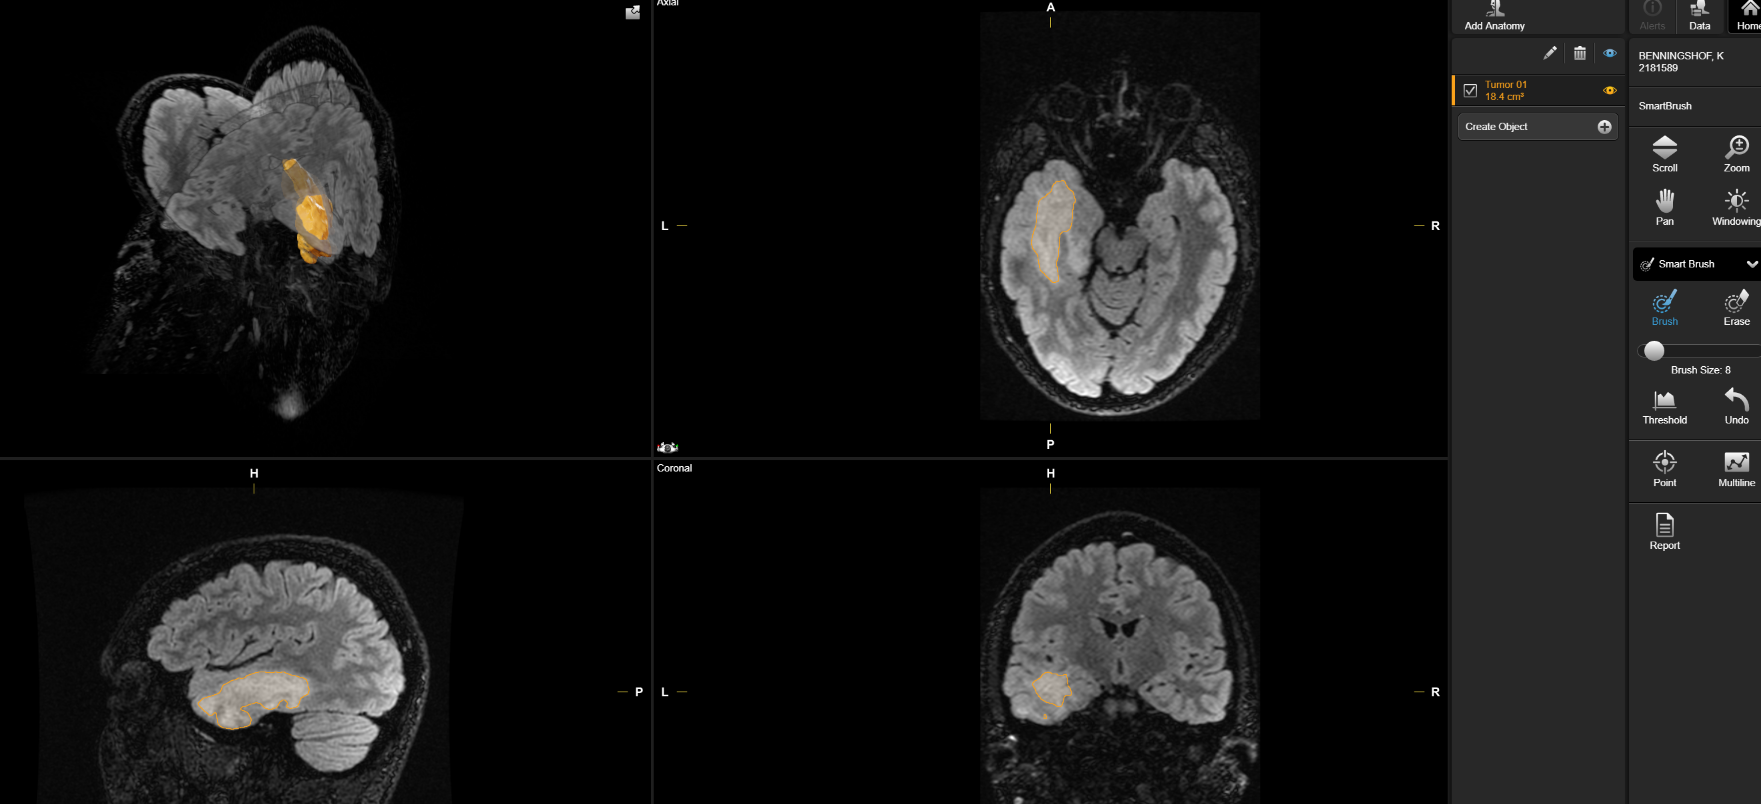 Axial
A
L
R
P
H
P
Coronal
H
L
R
Add Anatomy
Tumor 01
18.4 cm³
Create Object
Alerts
Data
Home
BENNINGSHOF, K
2181589
SmartBrush
Scroll
Zoom
Pan
Windowing
Smart Brush
Brush
Erase
Brush Size: 8
Threshold
Undo
Point
Multiline
Report